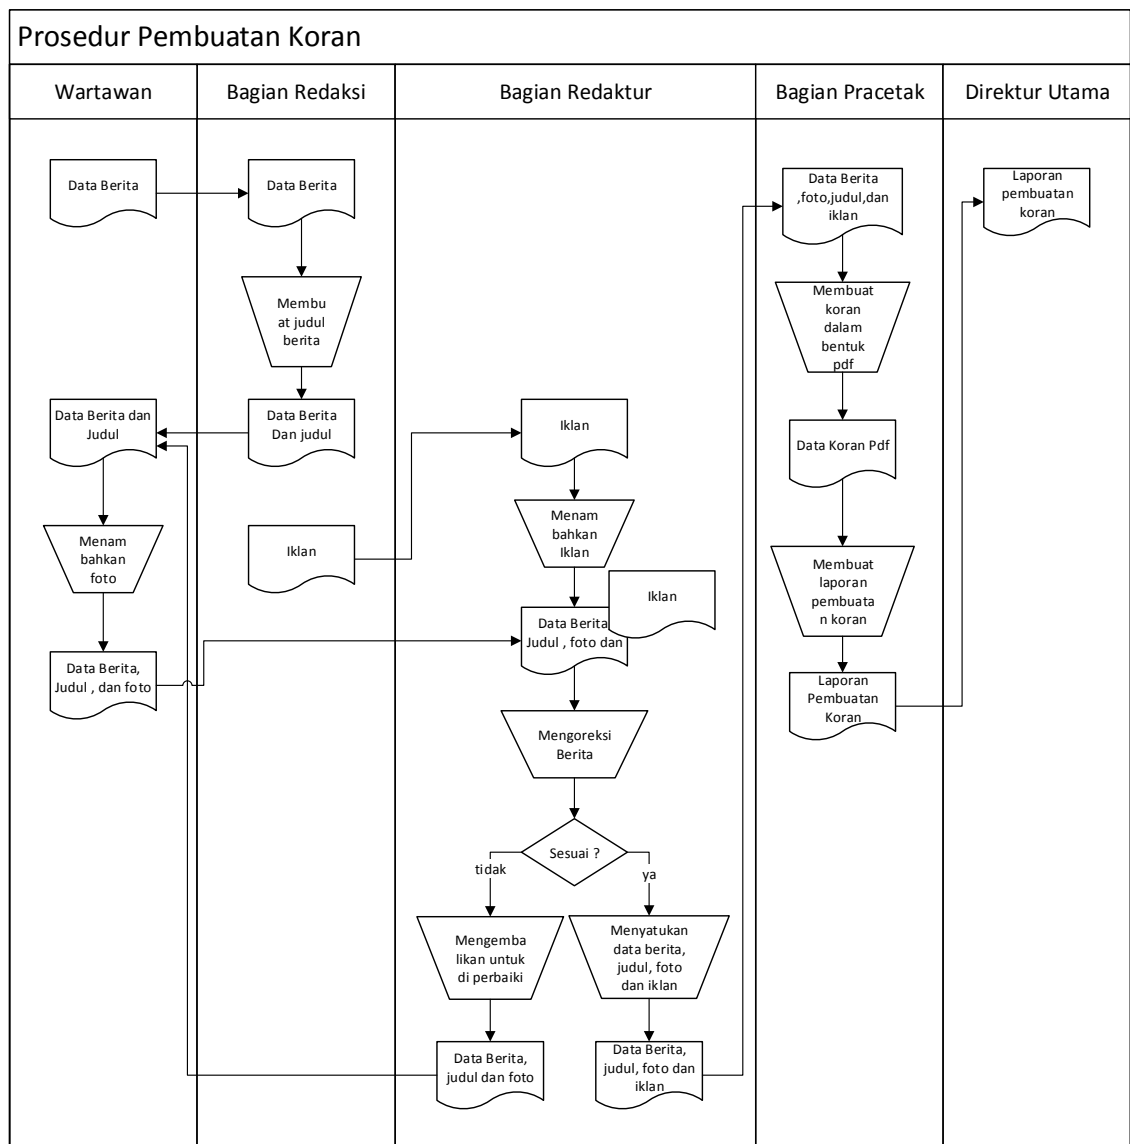 Prosedur Pembuatan Koran
Wartawan
Bagian Redaksi
Bagian Redaktur
Bagian Pracetak
Direktur Utama
Data Berita
Data Berita and
Judul
Menam
bahkan
foto
Data Berita,
Judul , dan foto
Data Berita
Membu
at judul
berita
Data Berita
Dan judul
Iklan
Iklan
Menam
bahkan
Iklan
Iklan
Data Berita
Judul , foto dan
Mengoreksi
Berita
Sesuai ?
tidak
ya
Mengemba
likan untuk
di perbaiki
Menyatukan
data berita,
judul, foto
dan iklan
Data Berita,
judul dan foto
Data Berita,
judul, foto dan
iklan
Data Berita
,foto,judul,dan
iklan
Membuat
koran
dalam
bentuk
pdf
Data Koran Pdf
Membuat
laporan
pembuata
n koran
Laporan
Pembuatan
Koran
Laporan
pembuatan
koran